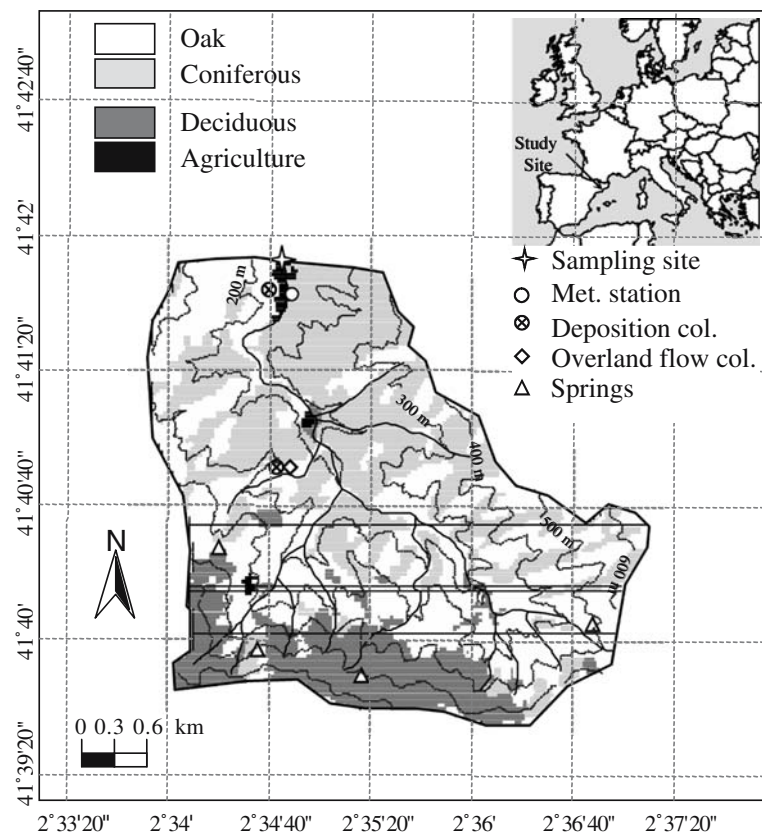 Oak
Coniferous
Deciduous
Agriculture
Study
Site
Sampling site
Met. station
Deposition col.
Overland flow col.
Springs
200 m
300 m
400 m
500 m
600 m
N
0 0.3 0.6 km
41˚42'40"
41˚42'
41˚41'20"
41˚40'40"
41˚40'
41˚39'20"
2˚33'20" 2˚34' 2˚34'40" 2˚35'20" 2˚36' 2˚36'40" 2˚37'20"